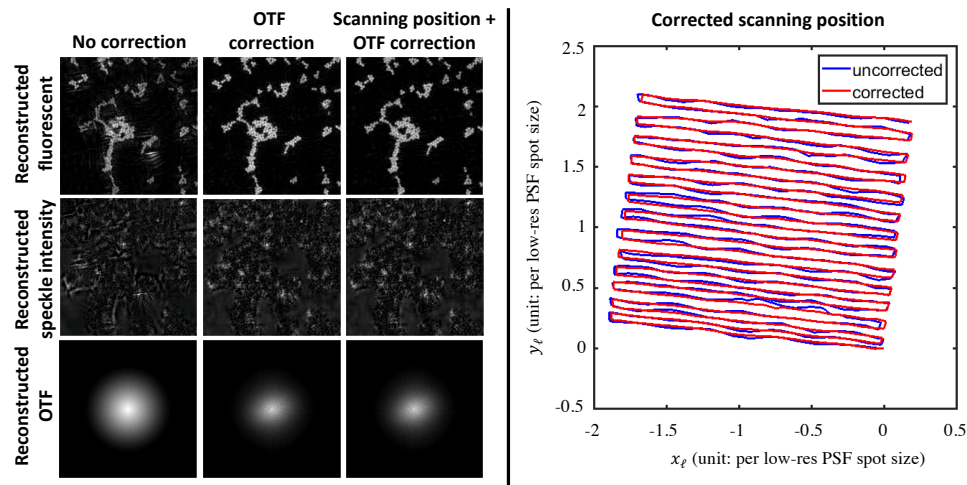 No correction
OTF
correction
Scanning position +
OTF correction
Reconstructed
fluorescent
Reconstructed
speckle intensity
Reconstructed
OTF
Corrected scanning position
uncorrected
corrected
2.5
2
1.5
1
0.5
0
-0.5
-2
-1.5
-1
-0.5
0
0.5
yℓ (unit: per low-res PSF spot size)
xℓ (unit: per low-res PSF spot size)